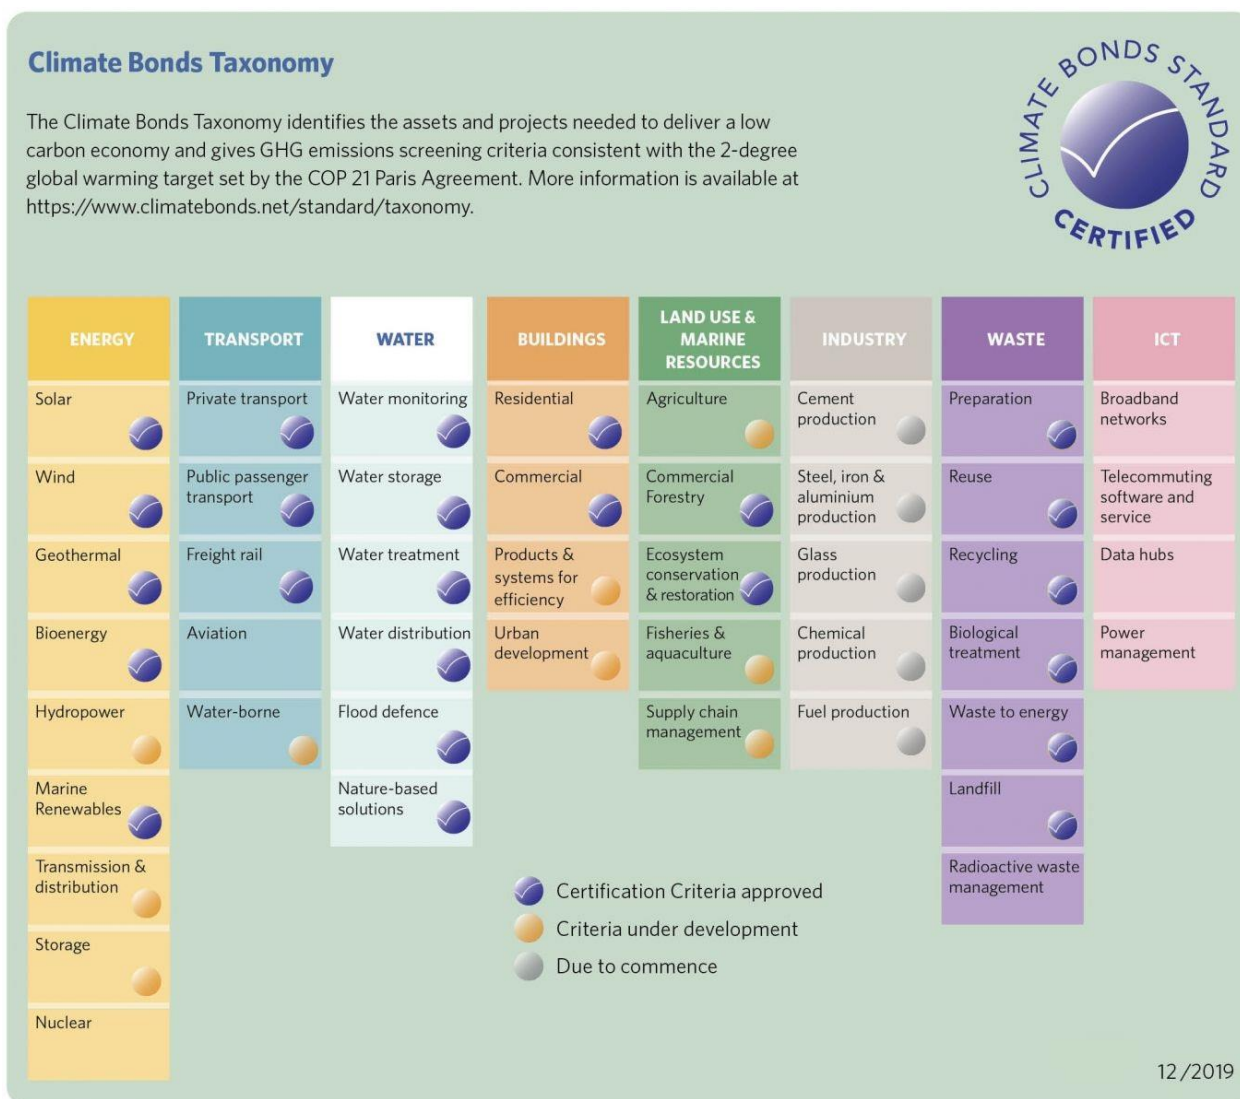 Climate Bonds Taxonomy
The Climate Bonds Taxonomy identifies the assets and projects needed to deliver a low
carbon economy and gives GHG emissions screening criteria consistent with the 2-degree
global warming target set by the COP 21 Paris Agreement. More information is available at
https://www.climatebonds.net/standard/taxonomy.
CLIMATE BONDS STANDARD
CERTIFIED
ENERGY
Solar
Wind
Geothermal
Bioenergy
Hydropower
Marine
Renewables
Transmission &
distribution
Storage
Nuclear
TRANSPORT
Private transport
Public passenger
transport
Freight rail
Aviation
Water-borne
WATER
Water monitoring
Water storage
Water treatment
Water distribution
Flood defence
Nature-based
solutions
BUILDINGS
Residential
Commercial
Products &
systems for
efficiency
Urban
development
LAND USE &
MARINE
RESOURCES
Agriculture
Commercial
Forestry
Ecosystem
conservation
& restoration
Fisheries &
aquaculture
Supply chain
management
INDUSTRY
Cement
production
Steel, iron &
aluminium
production
Glass
production
Chemical
production
Fuel production
WASTE
Preparation
Reuse
Recycling
Biological
treatment
Waste to energy
Landfill
Radioactive waste
management
ICT
Broadband
networks
Telecommuting
software and
service
Data hubs
Power
management
Certification Criteria approved
Criteria under development
Due to commence
12/2019